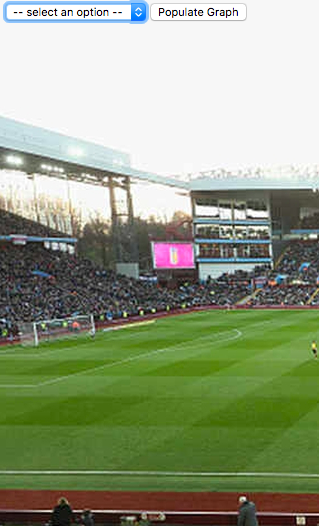 -- select an option -- Populate Graph